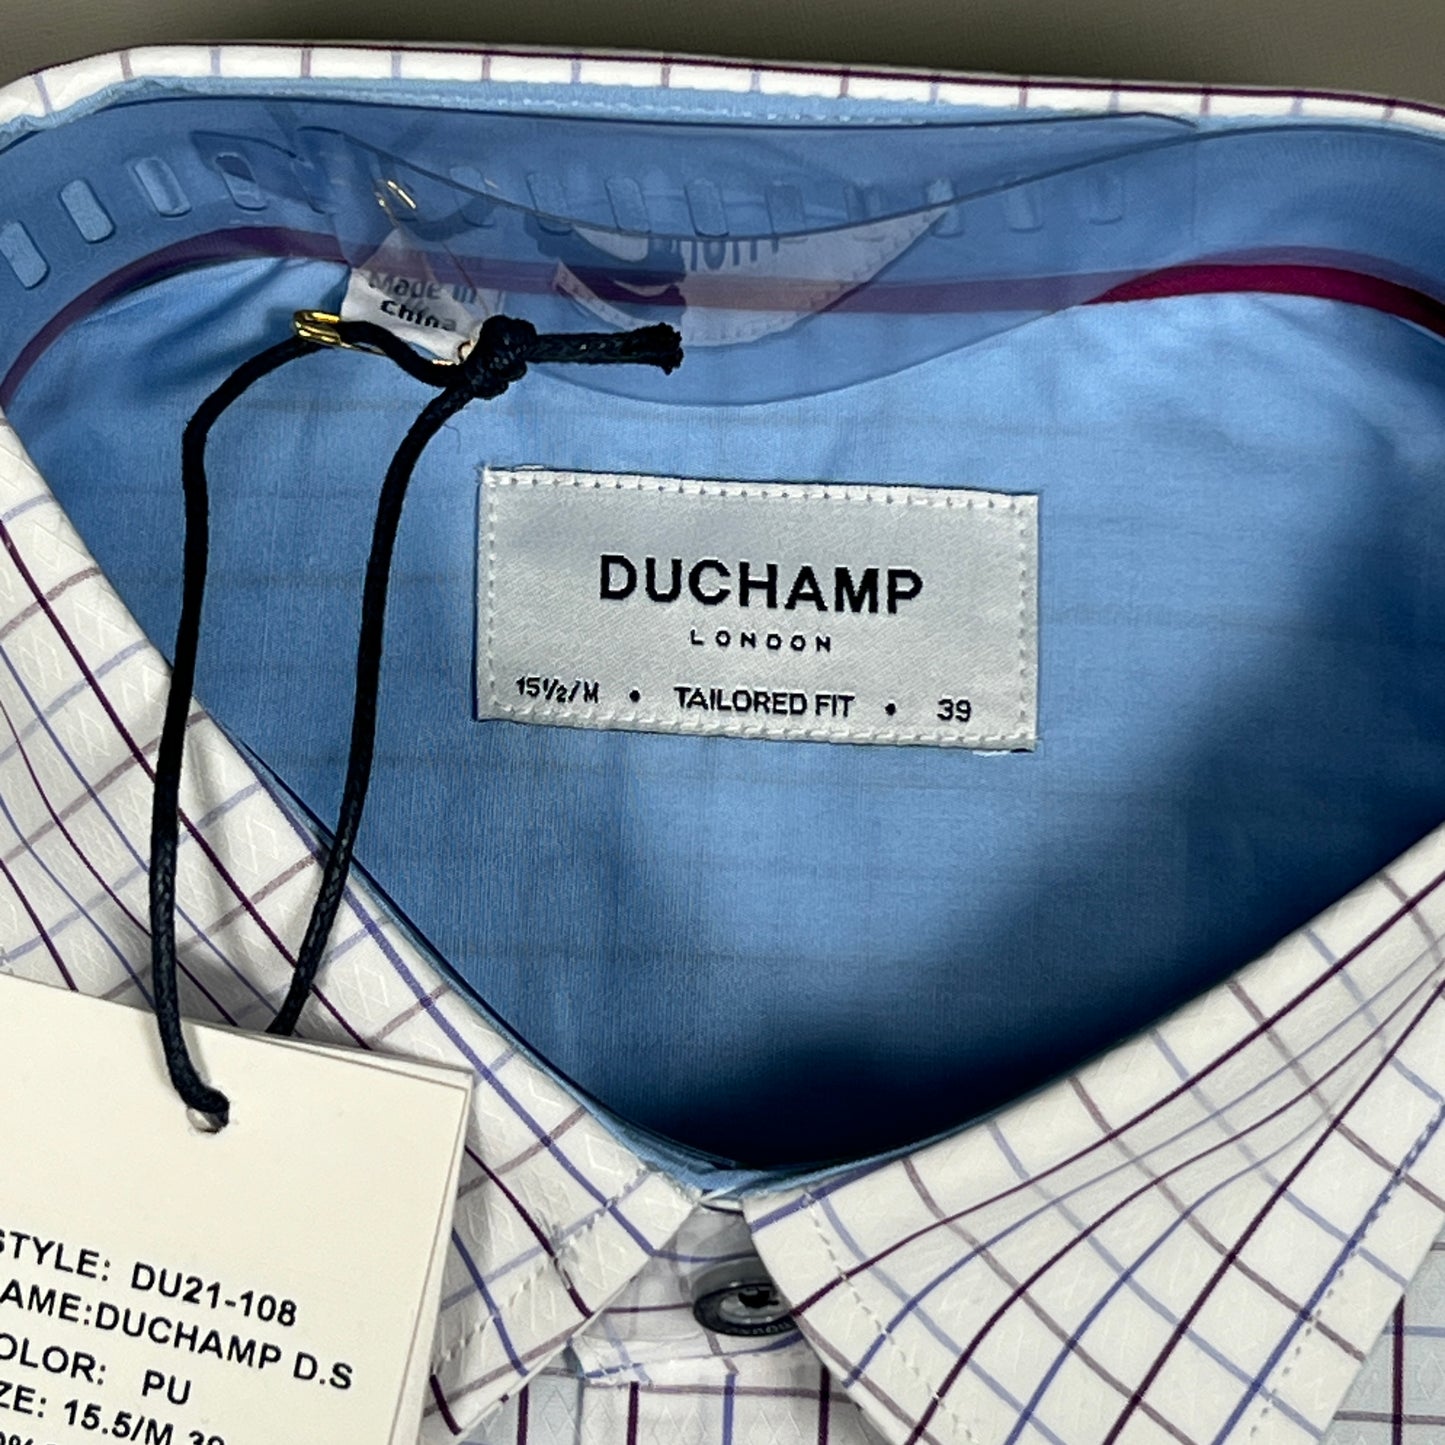 Made in
China
DUCHAMP
LONDON
15½/M • TAILORED FIT • 39
STYLE: DU21-108
AME:DUCHAMP D.S
OLOR: PU
ZE: 15.5/M 39